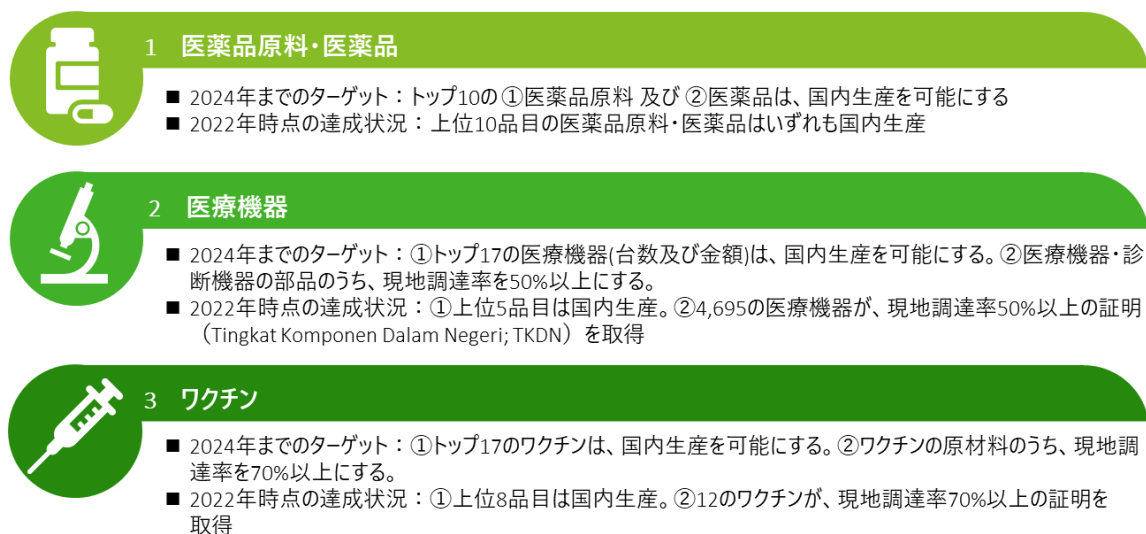 1 医薬品原料・医薬品
■ 2024年までのターゲット：トップ10の①医薬品原料 及び ②医薬品は、国内生産を可能にする
■ 2022年時点の達成状況：上位10品目の医薬品原料・医薬品はいずれも国内生産
2 医療機器
■ 2024年までのターゲット：①トップ17の医療機器(台数及び金額)は、国内生産を可能にする。②医療機器・診
断機器の部品のうち、現地調達率を50%以上にする。
■ 2022年時点の達成状況：①上位5品目は国内生産。②4,695の医療機器が、現地調達率50%以上の証明
（Tingkat Komponen Dalam Negeri; TKDN）を取得
3 ワクチン
■ 2024年までのターゲット：①トップ17のワクチンは、国内生産を可能にする。②ワクチンの原材料のうち、現地調
達率を70%以上にする。
■ 2022年時点の達成状況：①上位8品目は国内生産。②12のワクチンが、現地調達率70%以上の証明を
取得